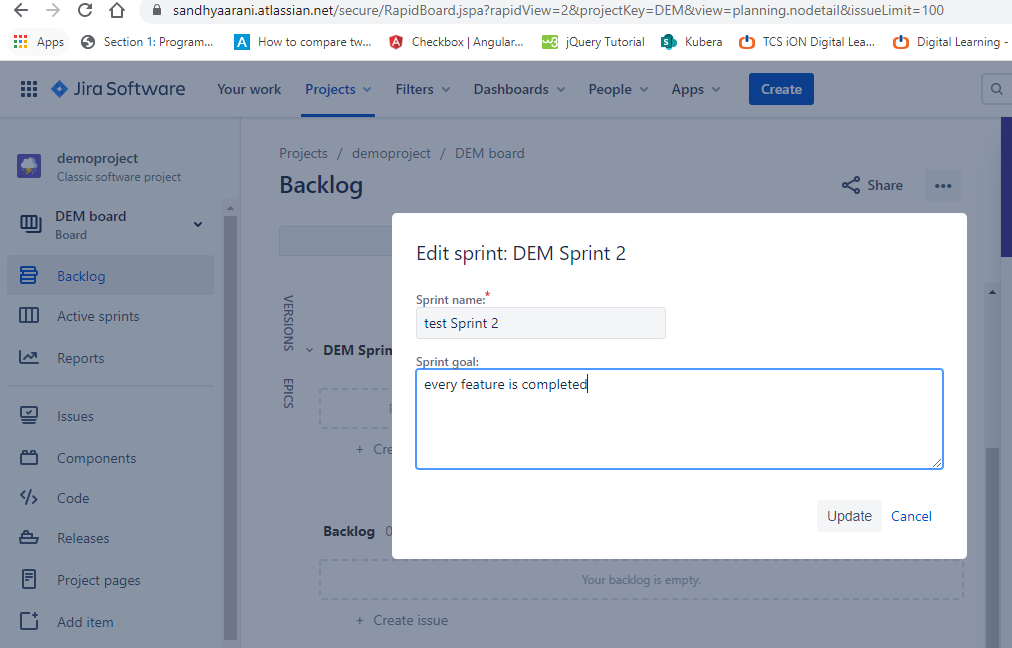 sandhyaarani.atlassian.net/secure/RapidBoard.jspa?rapidView=2&projectKey=DEM&view=planning.nodetail&issueLimit=100
Apps Section 1: Program... How to compare tw... Checkbox | Angular... jQuery Tutorial Kubera TCS iON Digital Lea... Digital Learning -
Jira Software Your work Projects Filters Dashboards People Apps Create
demoproject
Classic software project
DEM board
Board
Backlog
Active sprints
Reports
Issues
Components
Code
Releases
Project pages
Add item
Projects / demoproject / DEM board
Backlog
Share
VERSIONS
EPICS
DEM Sprin
+ Cre
Backlog 0
Your backlog is empty.
+ Create issue
Edit sprint: DEM Sprint 2
Sprint name:*
test Sprint 2
Sprint goal:
every feature is completed
Update Cancel